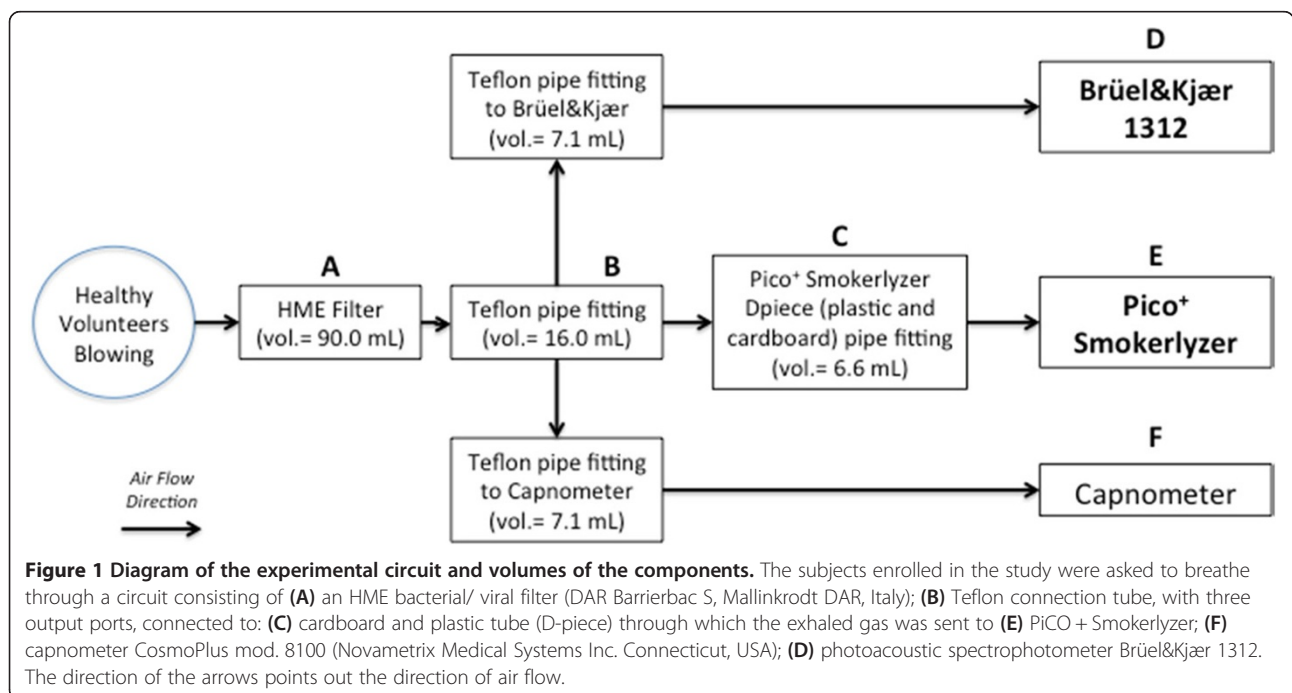 D
Teflon pipe fitting
to Brüel&Kjær
(vol.= 7.1 mL)
Brüel&Kjær
1312
A
B
C
E
Healthy
Volunteers
Blowing
HME Filter
(vol.= 90.0 mL)
Teflon pipe fitting
(vol.= 16.0 mL)
Pico⁺ Smokerlyzer
Dpiece (plastic and
cardboard) pipe fitting
(vol.= 6.6 mL)
Pico⁺
Smokerlyzer
F
Air Flow
Direction
Teflon pipe fitting
to Capnometer
(vol.= 7.1 mL)
Capnometer
Figure 1 Diagram of the experimental circuit and volumes of the components. The subjects enrolled in the study were asked to breathe
through a circuit consisting of (A) an HME bacterial/ viral filter (DAR Barrierbac S, Mallinkrodt DAR, Italy); (B) Teflon connection tube, with three
output ports, connected to: (C) cardboard and plastic tube (D-piece) through which the exhaled gas was sent to (E) PiCO + Smokerlyzer; (F)
capnometer CosmoPlus mod. 8100 (Novametrix Medical Systems Inc. Connecticut, USA); (D) photoacoustic spectrophotometer Brüel&Kjær 1312.
The direction of the arrows points out the direction of air flow.